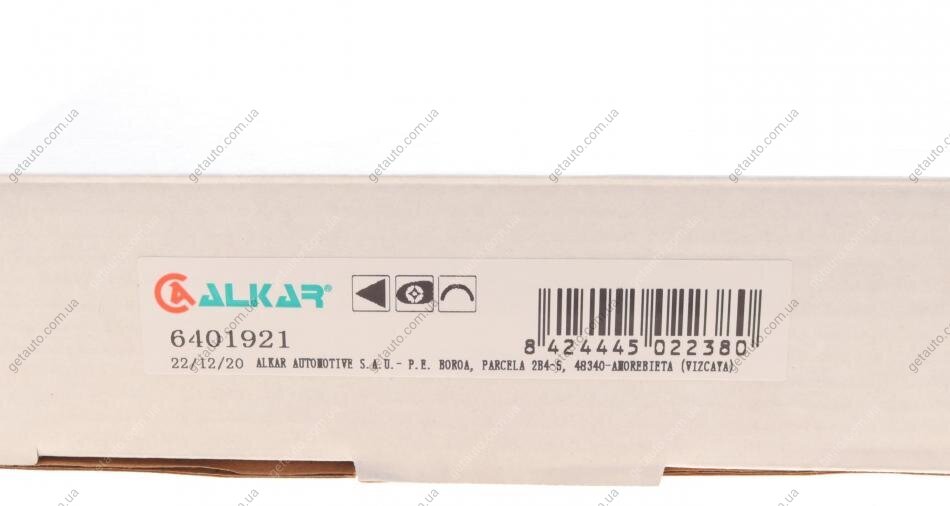 ALKAR®
6401921
8 424445 022380
22/12/20 ALKAR AUTOMOTIVE S.A.U.- P.E. BOROA, PARCELA 2B4-5, 48340-AMOREBIETA (VIZCAYA)
getauto.com.ua